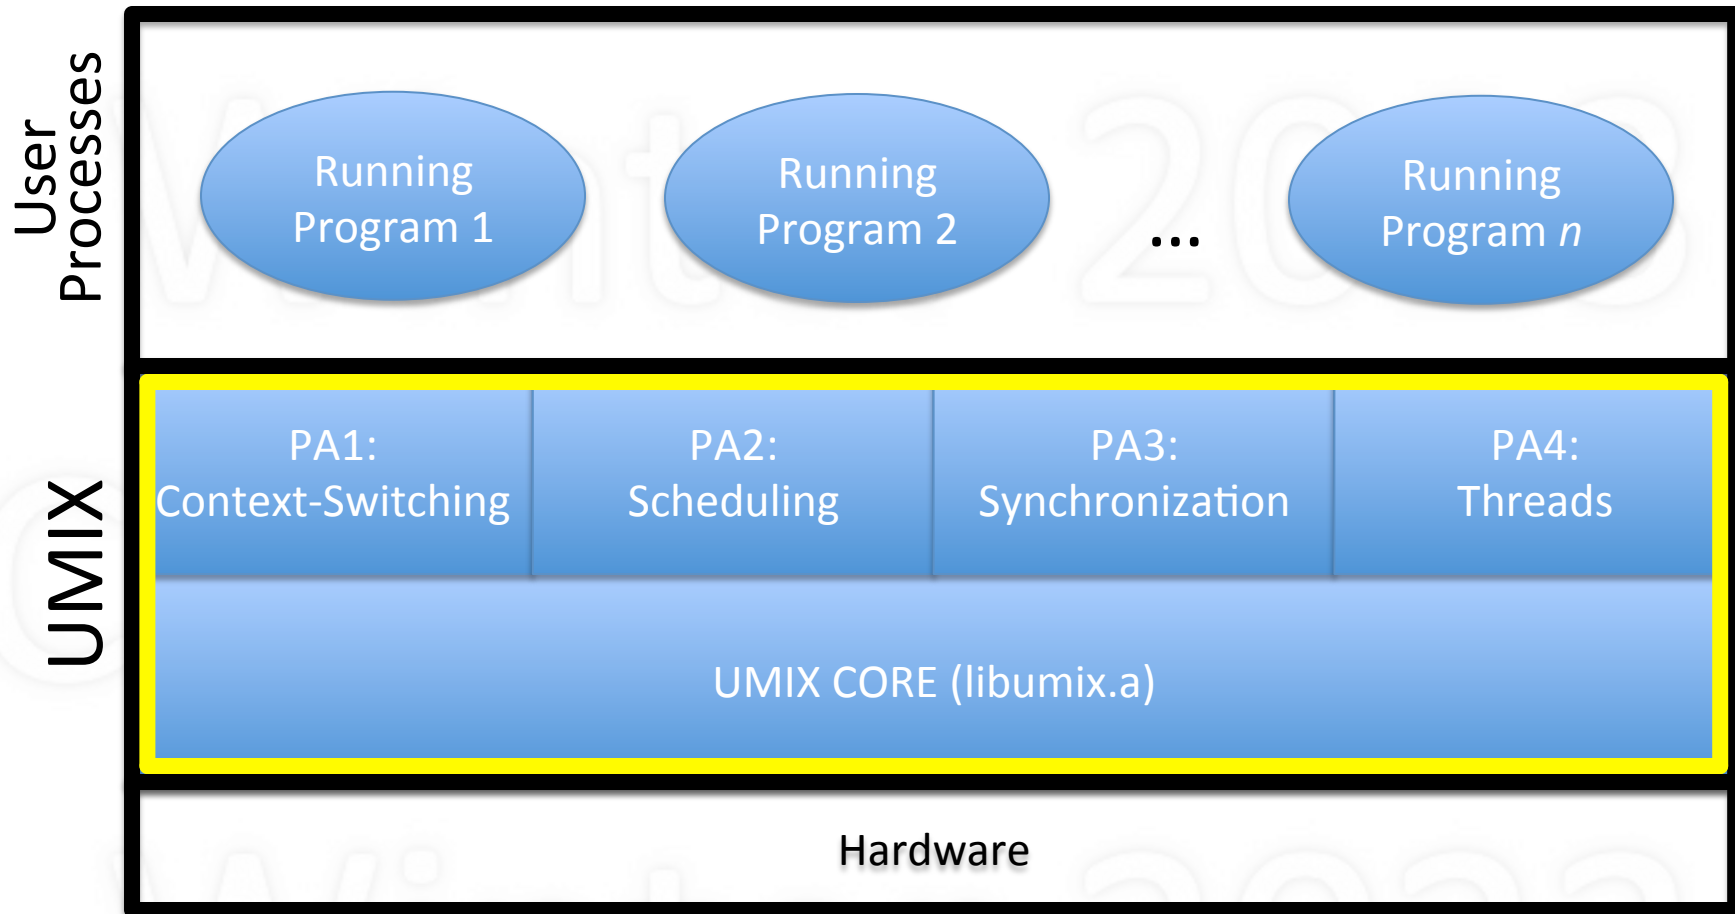 User
Processes
Running
Program 1
Running
Program 2
...
Running
Program n
UMIX
PA1:
Context-Switching
PA2:
Scheduling
PA3:
Synchronization
PA4:
Threads
UMIX CORE (libumix.a)
Hardware